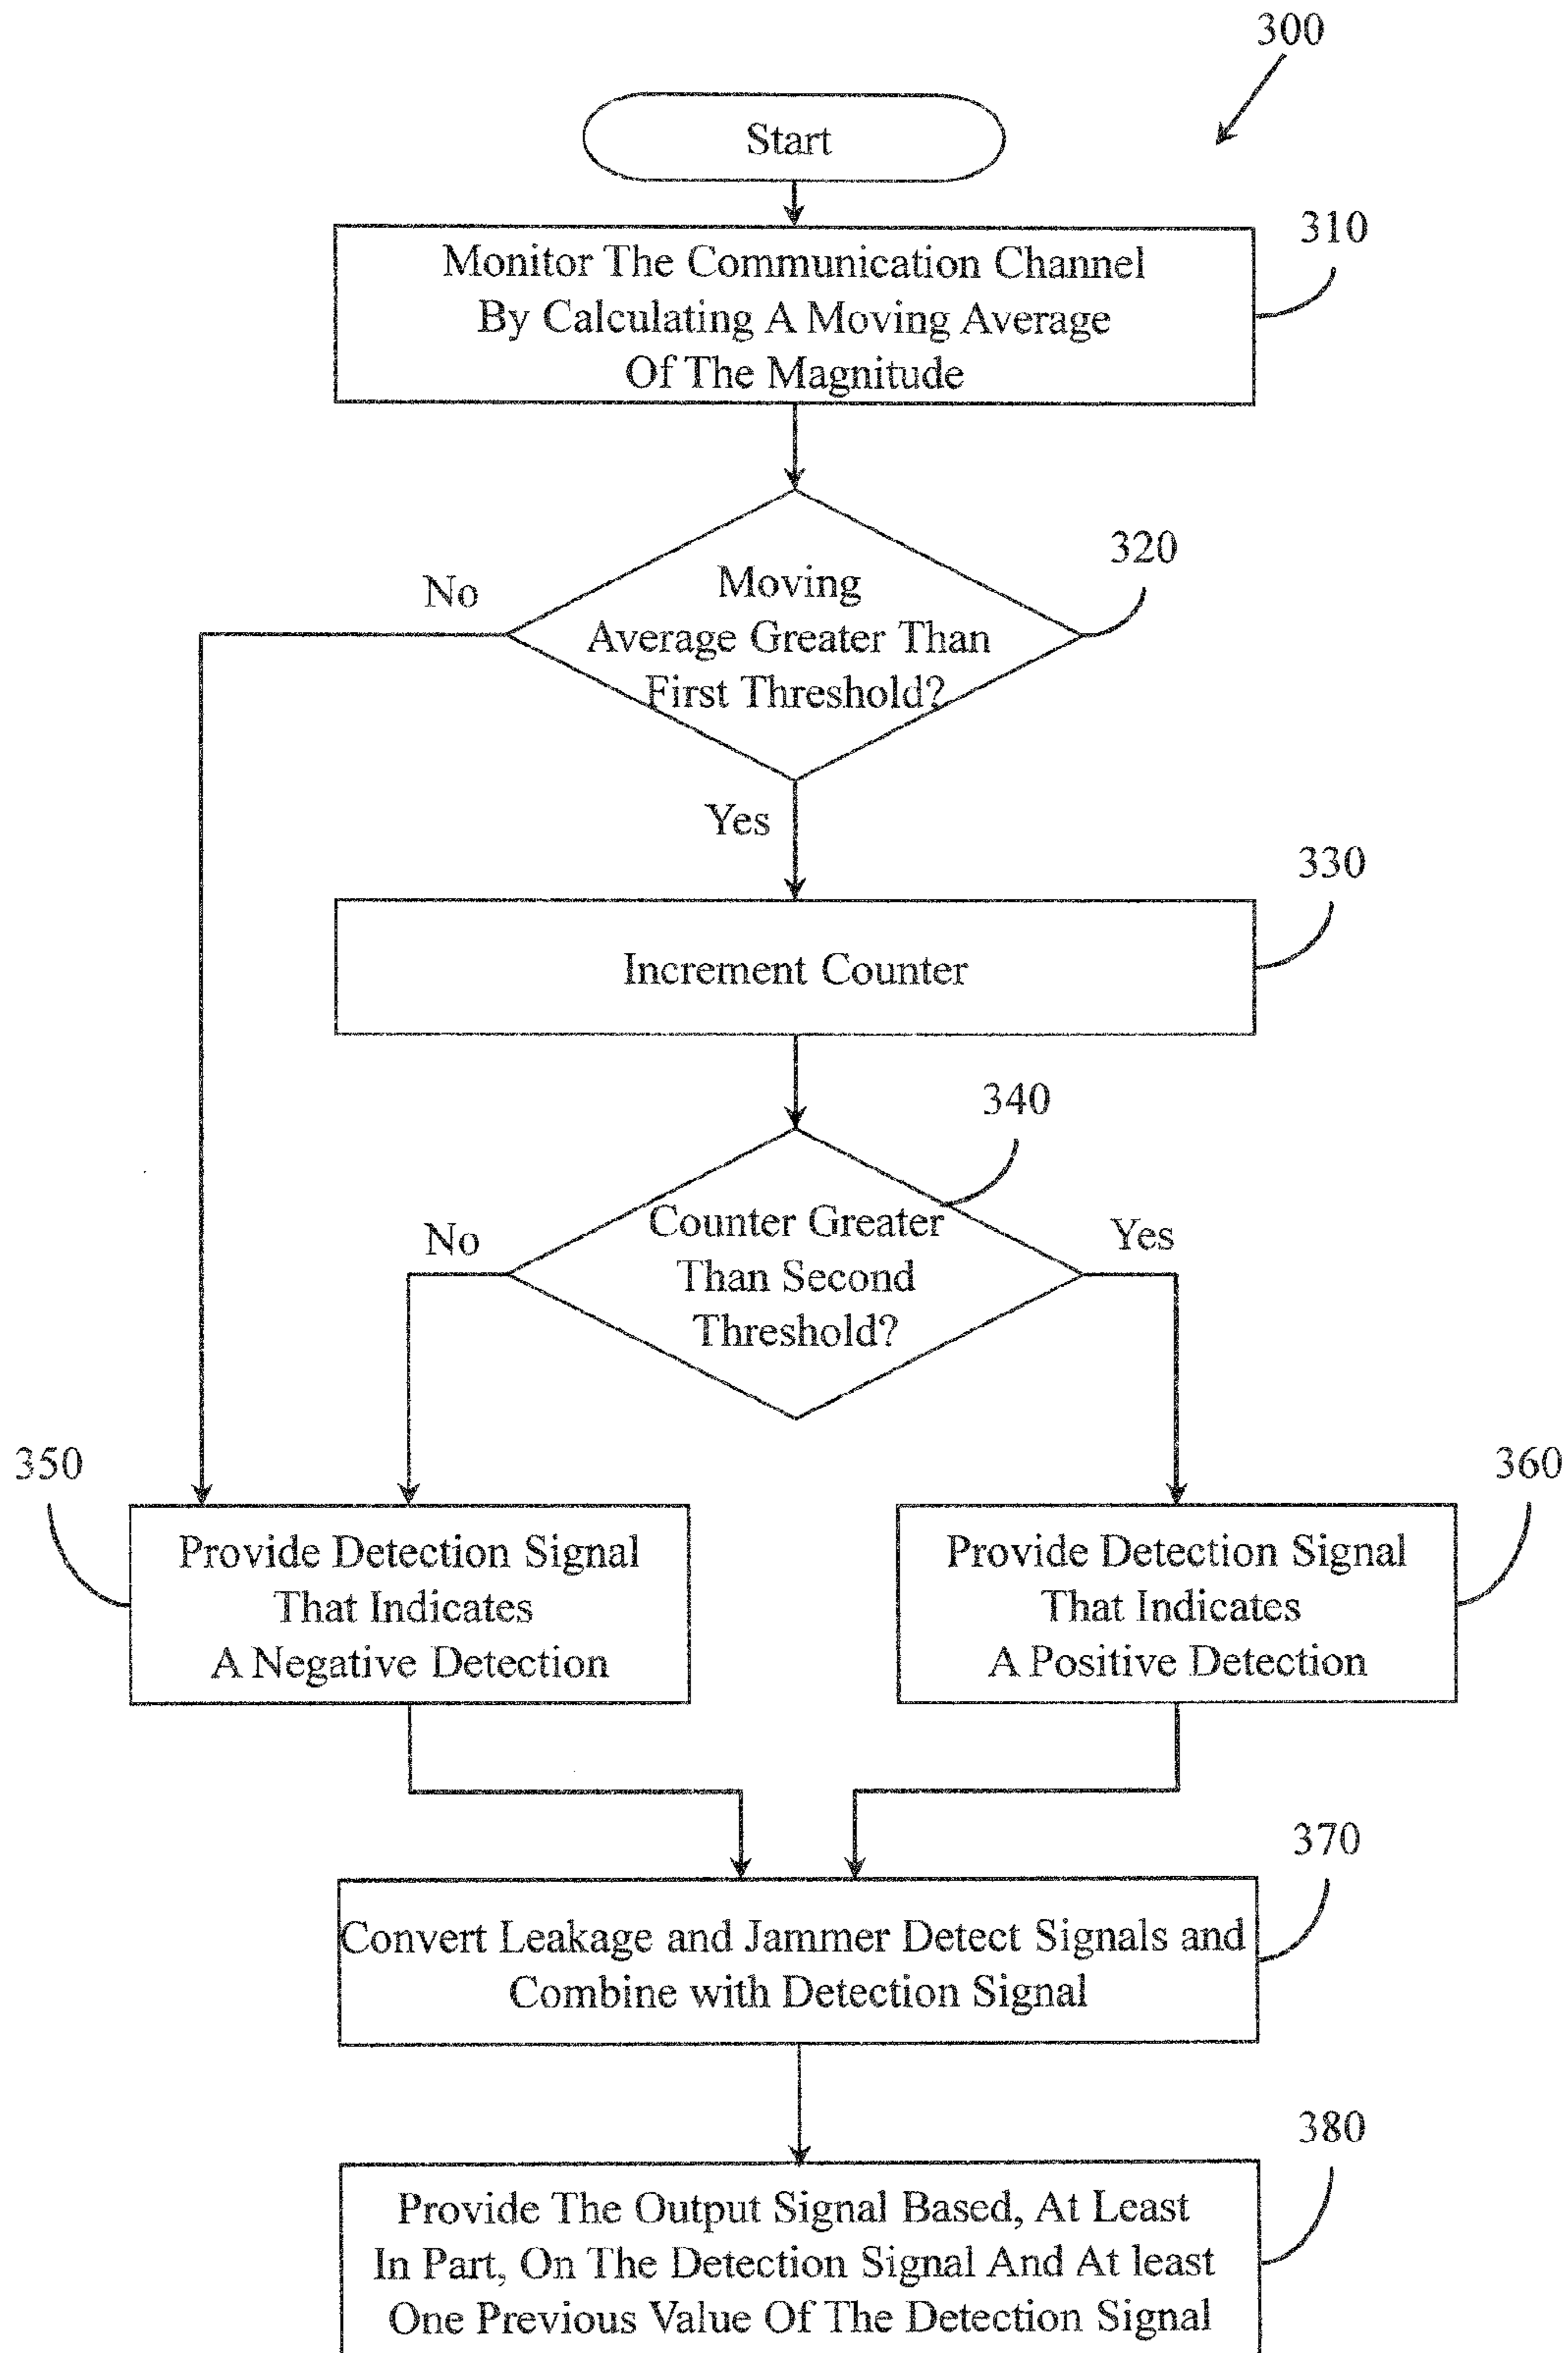 300
Start
310
Monitor The Communication Channel
By Calculating A Moving Average
Of The Magnitude
320
No
Moving
Average Greater Than
First Threshold?
Yes
330
Increment Counter
340
No
Counter Greater
Than Second
Threshold?
Yes
350
360
Provide Detection Signal
That Indicates
A Negative Detection
Provide Detection Signal
That Indicates
A Positive Detection
370
Convert Leakage and Jammer Detect Signals and
Combine with Detection Signal
380
Provide The Output Signal Based, At Least
In Part, On The Detection Signal And At least
One Previous Value Of The Detection Signal